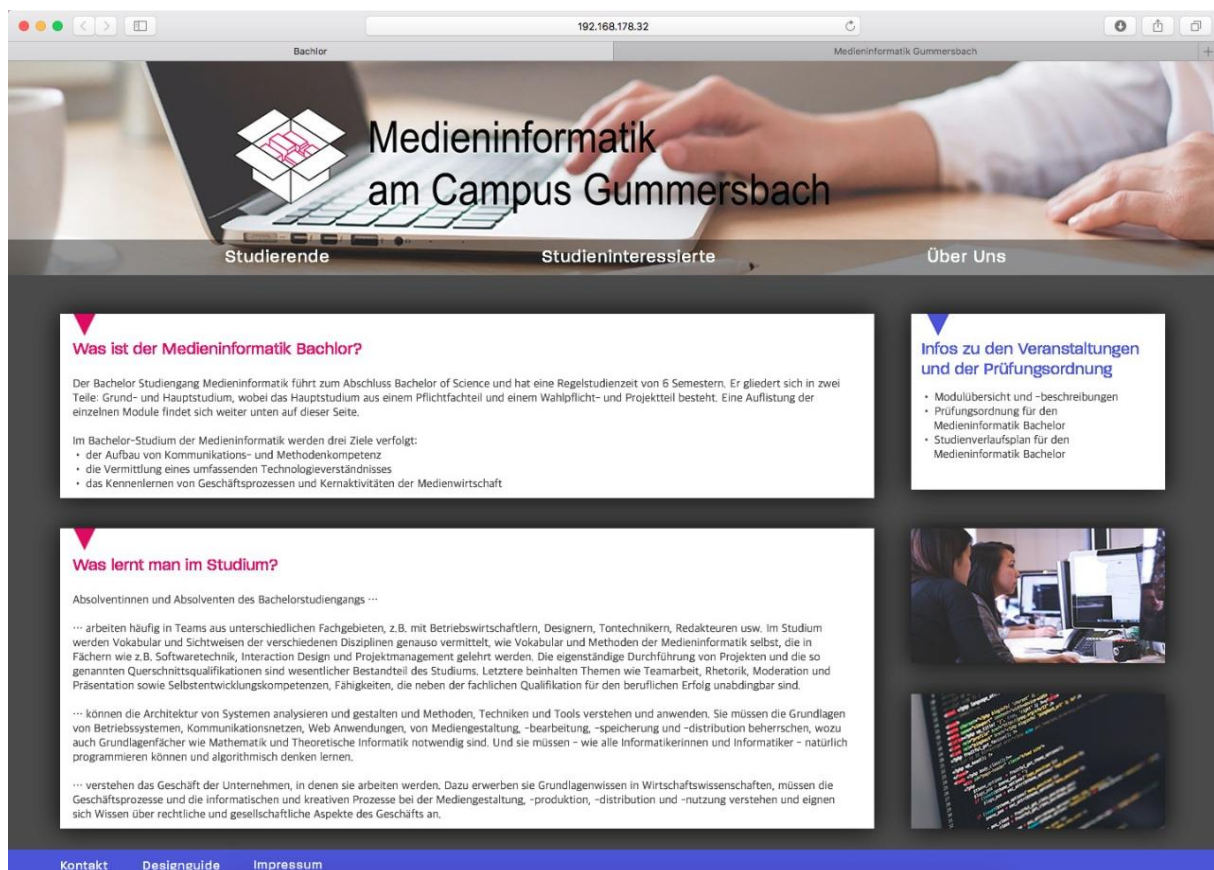 192.168.178.32
Bachlor
Medieninformatik Gummersbach
Medieninformatik
am Campus Gummersbach
Studierende
Studieninteressierte
Über Uns
Was ist der Medieninformatik Bachlor?
Der Bachelor Studiengang Medieninformatik führt zum Abschluss Bachelor of Science und hat eine Regelstudienzeit von 6 Semestern. Er gliedert sich in zwei
Teile: Grund- und Hauptstudium, wobei das Hauptstudium aus einem Pflichtfachteil und einem Wahlpflicht- und Projektteil besteht. Eine Auflistung der
einzelnen Module findet sich weiter unten auf dieser Seite.
Im Bachelor-Studium der Medieninformatik werden drei Ziele verfolgt:
• der Aufbau von Kommunikations- und Methodenkompetenz
• die Vermittlung eines umfassenden Technologieverständnisses
• das Kennenlernen von Geschäftsprozessen und Kernaktivitäten der Medienwirtschaft
Infos zu den Veranstaltungen
und der Prüfungsordnung
• Modulübersicht und -beschreibungen
• Prüfungsordnung für den
Medieninformatik Bachelor
• Studienverlaufsplan für den
Medieninformatik Bachelor
Was lernt man im Studium?
Absolventinnen und Absolventen des Bachelorstudiengangs ···
··· arbeiten häufig in Teams aus unterschiedlichen Fachgebieten, z.B. mit Betriebswirtschaftlern, Designern, Tontechnikern, Redakteuren usw. Im Studium
werden Vokabular und Sichtweisen der verschiedenen Disziplinen genauso vermittelt, wie Vokabular und Methoden der Medieninformatik selbst, die in
Fächern wie z.B. Softwaretechnik, Interaction Design und Projektmanagement gelehrt werden. Die eigenständige Durchführung von Projekten und die so
genannten Querschnittsqualifikationen sind wesentlicher Bestandteil des Studiums. Letztere beinhalten Themen wie Teamarbeit, Rhetorik, Moderation und
Präsentation sowie Selbstentwicklungskompetenzen, Fähigkeiten, die neben der fachlichen Qualifikation für den beruflichen Erfolg unabdingbar sind.
··· können die Architektur von Systemen analysieren und gestalten und Methoden, Techniken und Tools verstehen und anwenden. Sie müssen die Grundlagen
von Betriebssystemen, Kommunikationsnetzen, Web Anwendungen, von Mediengestaltung, -bearbeitung, -speicherung und -distribution beherrschen, wozu
auch Grundlagenfächer wie Mathematik und Theoretische Informatik notwendig sind. Und sie müssen - wie alle Informatikerinnen und Informatiker - natürlich
programmieren können und algorithmisch denken lernen.
··· verstehen das Geschäft der Unternehmen, in denen sie arbeiten werden. Dazu erwerben sie Grundlagenwissen in Wirtschaftswissenschaften, müssen die
Geschäftsprozesse und die informatischen und kreativen Prozesse bei der Mediengestaltung, -produktion, -distribution und -nutzung verstehen und eignen
sich Wissen über rechtliche und gesellschaftliche Aspekte des Geschäfts an.
Kontakt
Designguide
Impressum